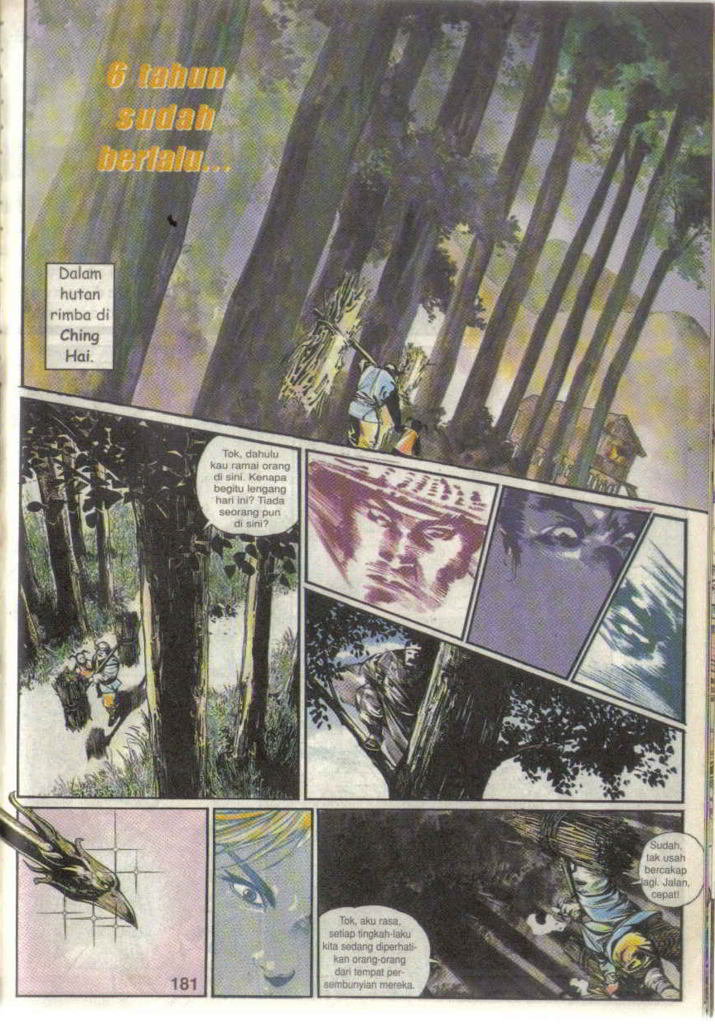 6 tahun
sudah
berlalu...
Dalam
hutan
rimba di
Ching
Hai.
Tok, dahulu
kau ramai orang
di sini. Kenapa
begitu lengang
hari ini? Tiada
seorang pun
di sini?
Sudah,
tak usah
bercakap
lagi. Jalan,
cepat!
Tok, aku rasa,
setiap tingkah-laku
kita sedang diperhati-
kan orang-orang
dari tempat per-
sembunyian mereka.
181